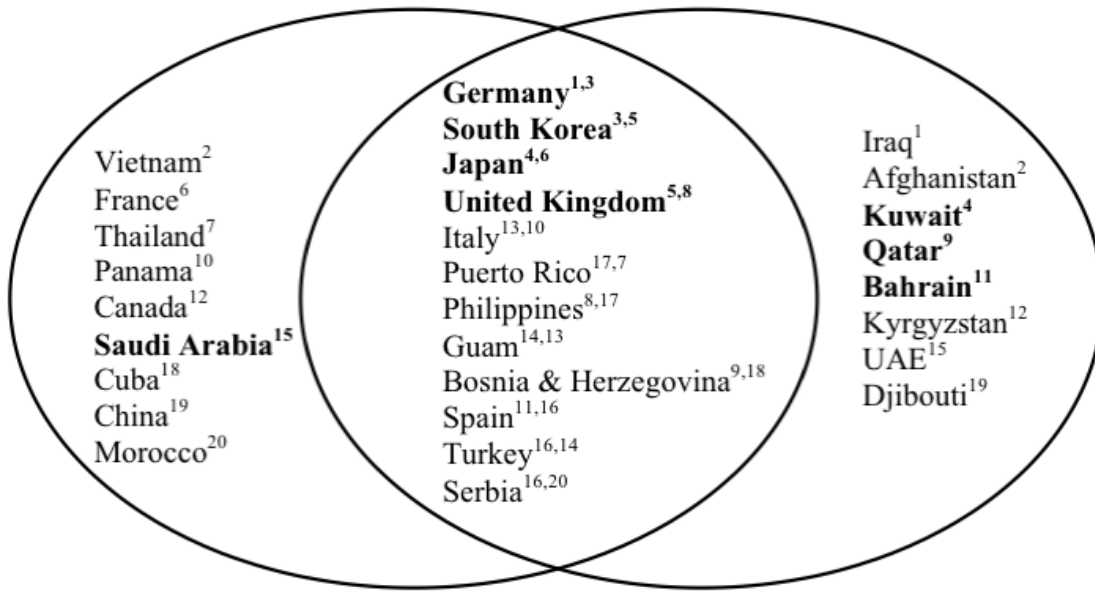 Vietnam²
France⁶
Thailand⁷
Panama¹⁰
Canada¹²
Saudi Arabia¹⁵
Cuba¹⁸
China¹⁹
Morocco²⁰
Germany¹,³
South Korea³,⁵
Japan⁴,⁶
United Kingdom⁵,⁸
Italy¹³,¹⁰
Puerto Rico¹⁷,⁷
Philippines⁸,¹⁷
Guam¹⁴,¹³
Bosnia & Herzegovina⁹,¹⁸
Spain¹¹,¹⁶
Turkey¹⁶,¹⁴
Serbia¹⁶,²⁰
Iraq¹
Afghanistan²
Kuwait⁴
Qatar⁹
Bahrain¹¹
Kyrgyzstan¹²
UAE¹⁵
Djibouti¹⁹